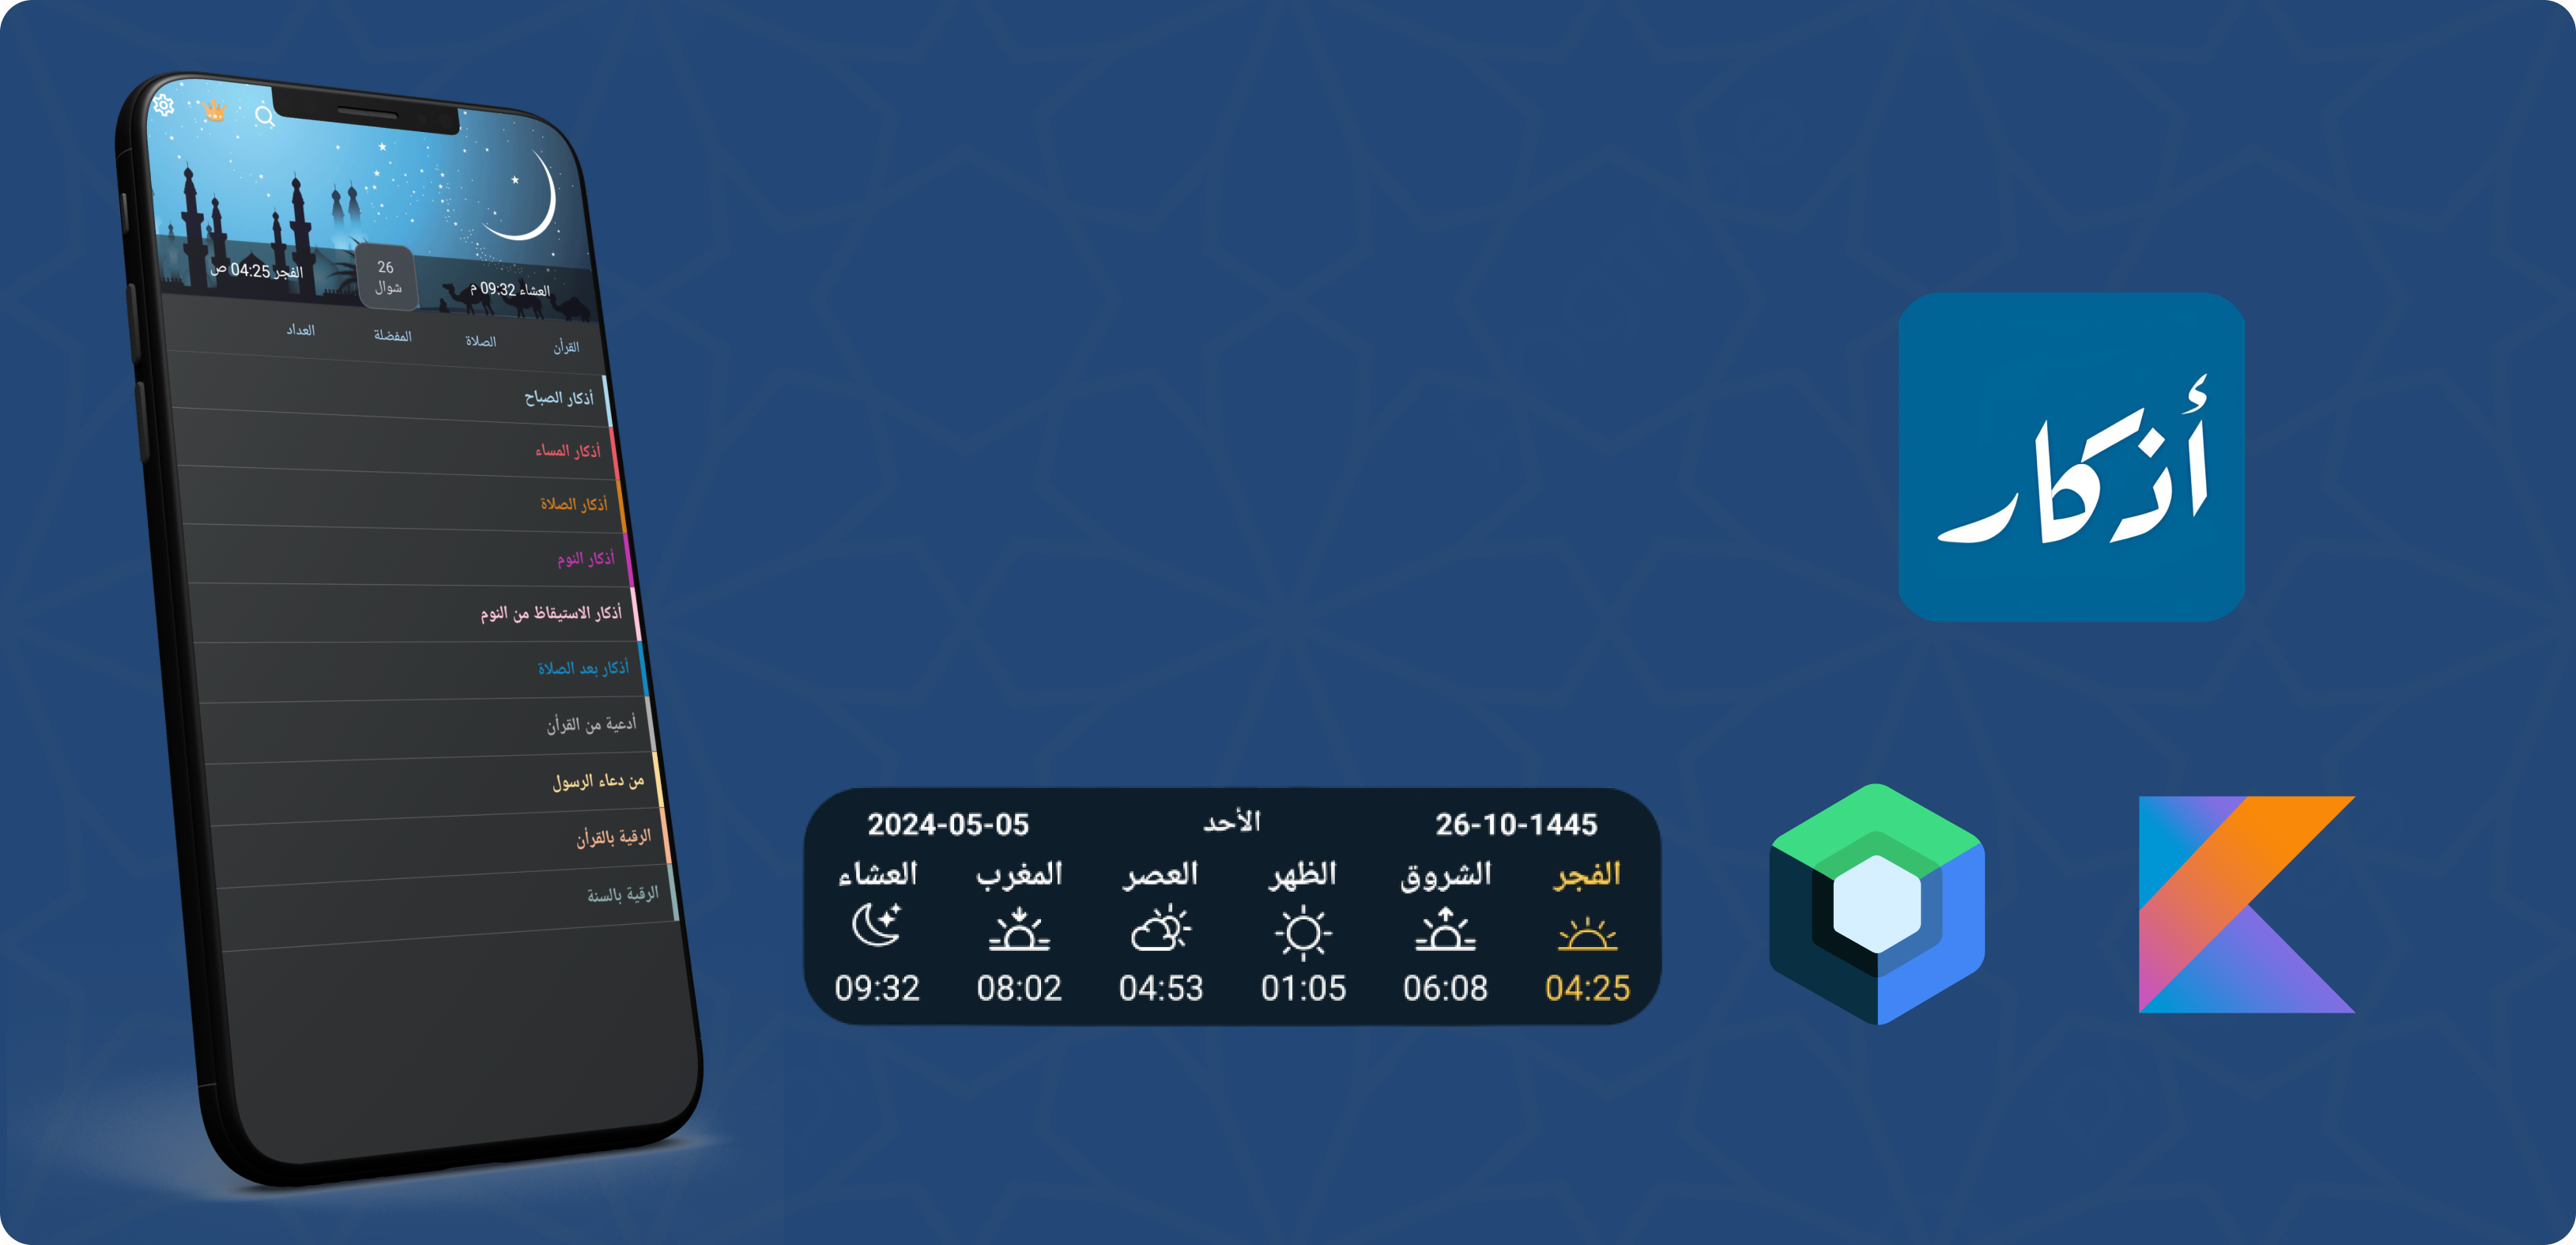 العشاء 09:32 م
26
شوال
الفجر 04:25 ص
القرأن الصلاة المفضلة العداد
أذكار الصباح
أذكار المساء
أذكار الصلاة
أذكار النوم
أذكار الاستيقاظ من النوم
أذكار بعد الصلاة
أدعية من القرأن
من دعاء الرسول
الرقية بالقرأن
الرقية بالسنة
أذكار
26-10-1445 الأحد 2024-05-05
الفجر الشروق الظهر العصر المغرب العشاء
04:25 06:08 01:05 04:53 08:02 09:32